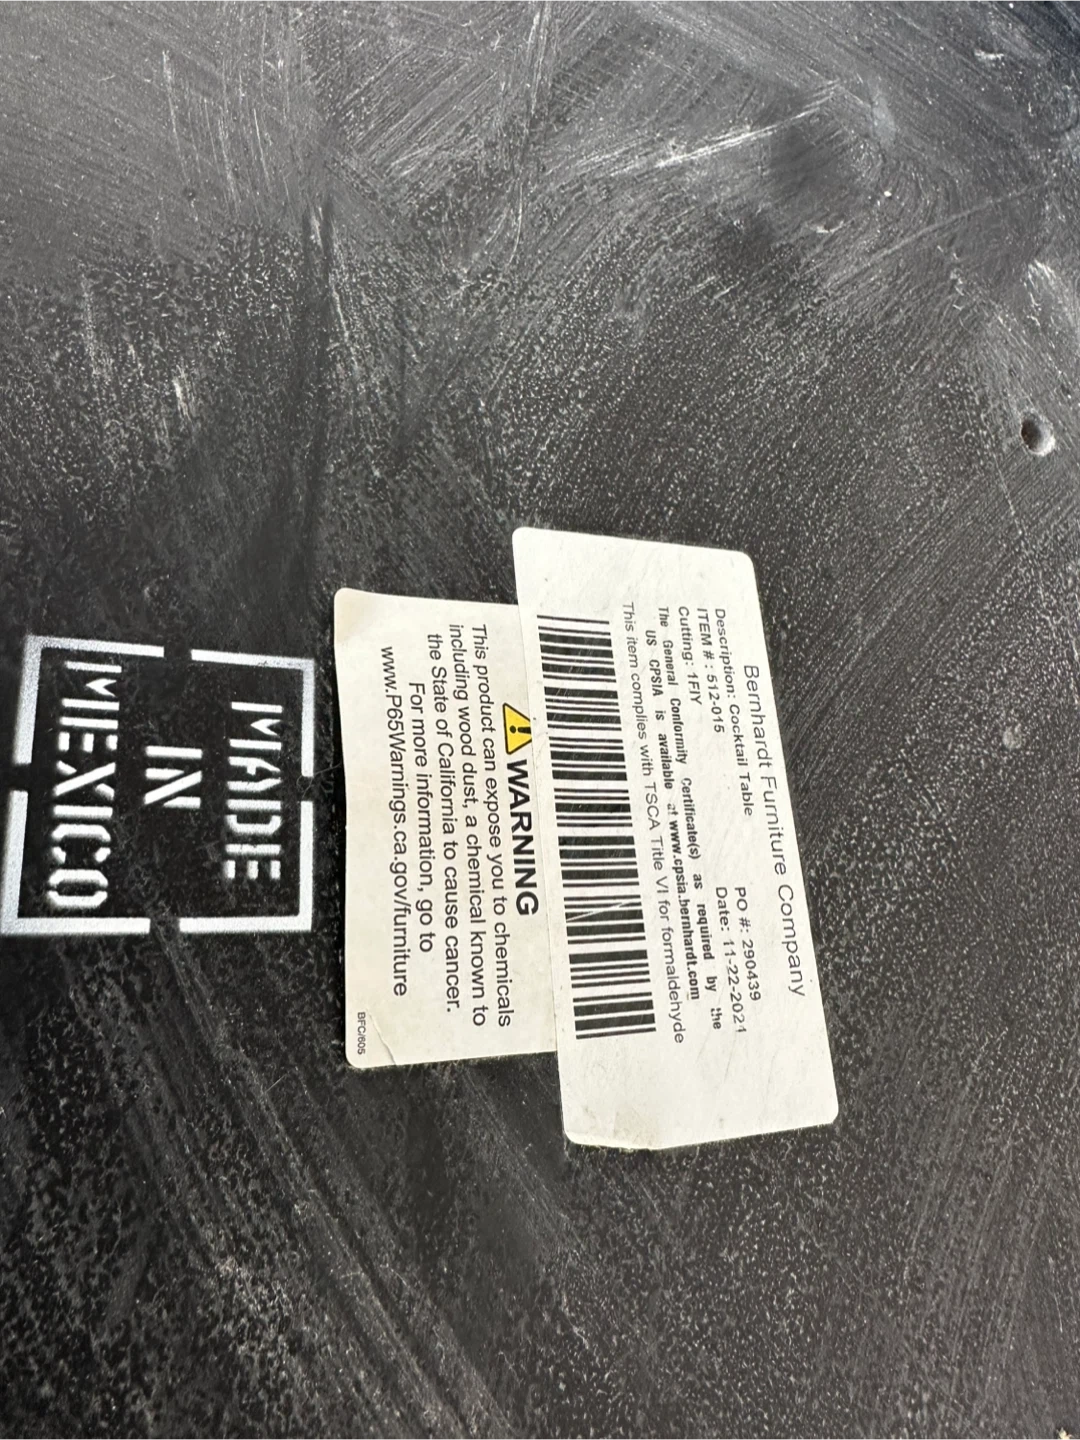 Bernhardt Furniture Company
Description: Cocktail Table
PO #: 290439
ITEM # : 512-015
Date: 11-22-2021
Cutting: 1FIY
The General Conformity Certificate(s) as required by the
US CPSIA is available at www.cpsia.bernhardt.com
This item complies with TSCA Title VI for formaldehyde
WARNING
This product can expose you to chemicals
including wood dust, a chemical known to
the State of California to cause cancer.
For more information, go to
www.P65Warnings.ca.gov/furniture
BFC/605
MADE
IN
MEXICO